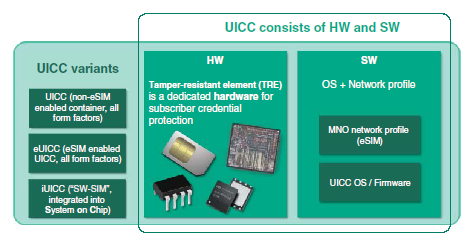 UICC consists of HW and SW
UICC variants
UICC (non-eSIM
enabled container, all
form factors)
eUICC (eSIM enabled
UICC, all form factors)
iUICC ("SW-SIM",
integrated into
System on Chip)
HW
Tamper-resistant element (TRE)
is a dedicated hardware for
subscriber credential
protection
SW
OS + Network profile
MNO network profile
(eSIM)
UICC OS / Firmware